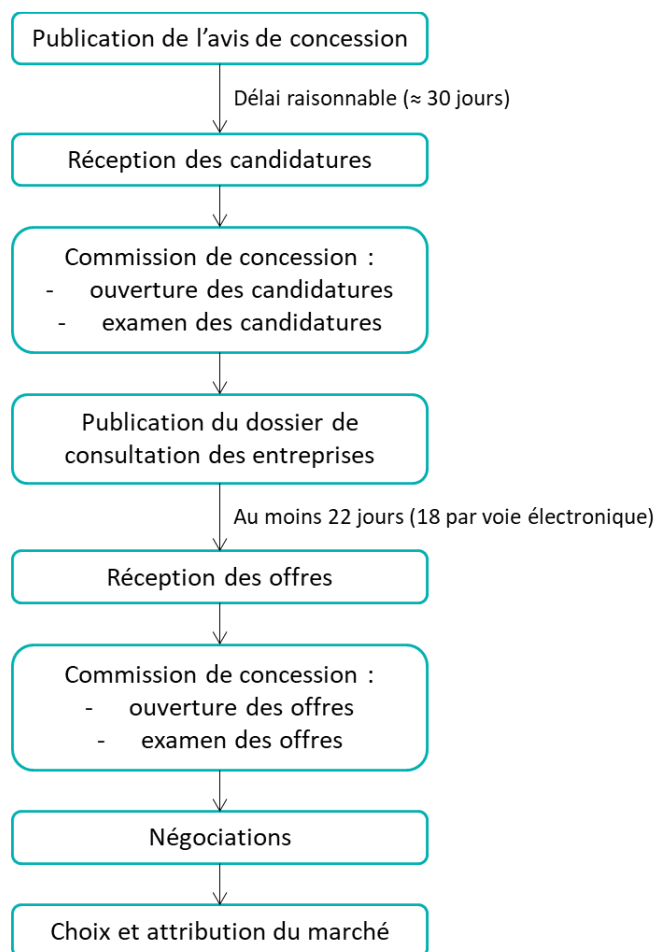 Publication de l’avis de concession
Délai raisonnable (≈ 30 jours)
Réception des candidatures
Commission de concession :
- ouverture des candidatures
- examen des candidatures
Publication du dossier de
consultation des entreprises
Au moins 22 jours (18 par voie électronique)
Réception des offres
Commission de concession :
- ouverture des offres
- examen des offres
Négociations
Choix et attribution du marché